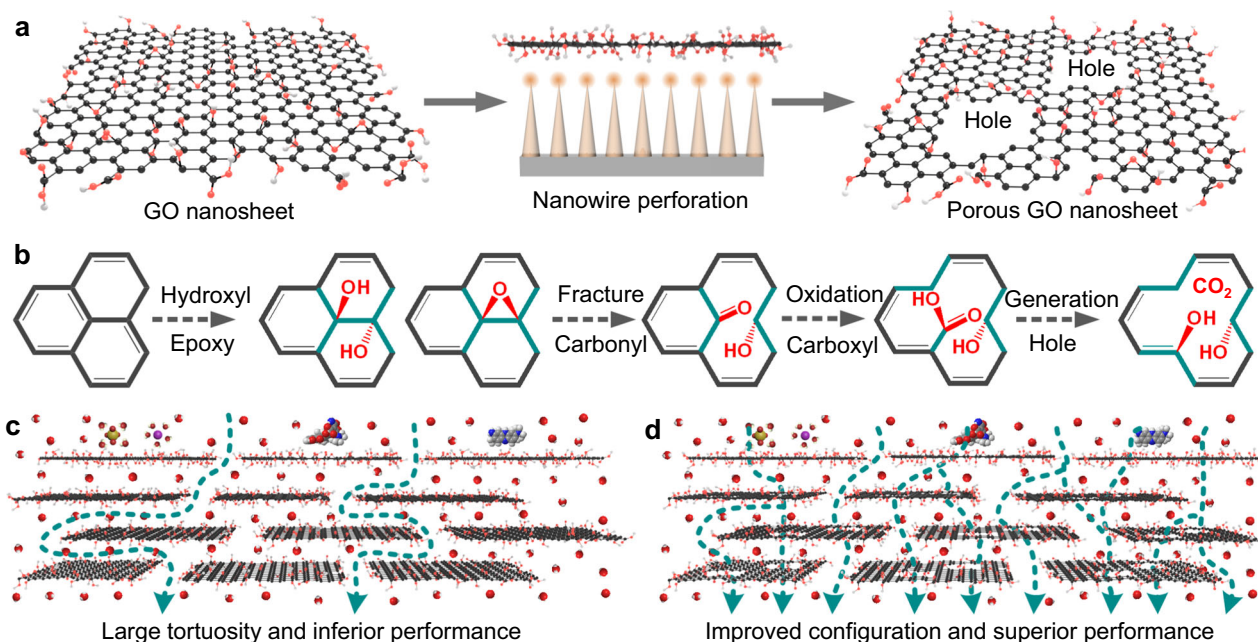 a
Hole
Hole
GO nanosheet
Nanowire perforation
Porous GO nanosheet
b
Hydroxyl
Epoxy
OH
HO
O
Fracture
Carbonyl
O
HO
Oxidation
Carboxyl
HO
O
HO
Generation
Hole
CO₂
OH
HO
c
Large tortuosity and inferior performance
d
Improved configuration and superior performance